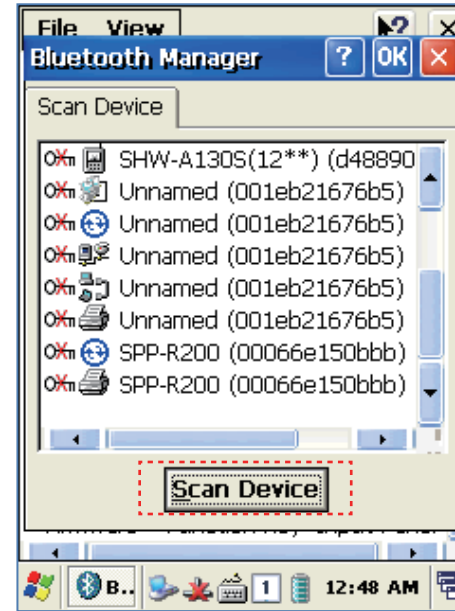 File View
Bluetooth Manager ? OK ×
Scan Device
SHW-A130S(12**) (d48890
Unnamed (001eb21676b5)
Unnamed (001eb21676b5)
Unnamed (001eb21676b5)
Unnamed (001eb21676b5)
Unnamed (001eb21676b5)
SPP-R200 (00066e150bbb)
SPP-R200 (00066e150bbb)
Scan Device
B.. 1 12:48 AM